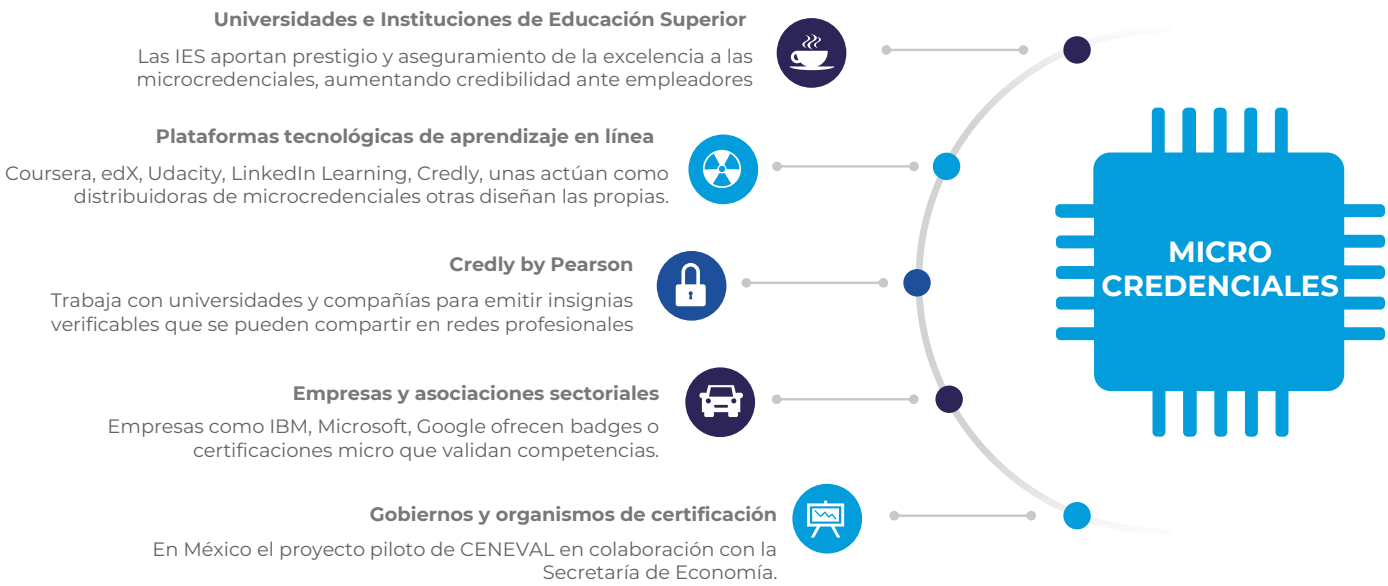 Universidades e Instituciones de Educación Superior
Las IES aportan prestigio y aseguramiento de la excelencia a las
microcredenciales, aumentando credibilidad ante empleadores
Plataformas tecnológicas de aprendizaje en línea
Coursera, edX, Udacity, LinkedIn Learning, Credly, unas actúan como
distribuidoras de microcredenciales otras diseñan las propias.
Credly by Pearson
Trabaja con universidades y compañías para emitir insignias
verificables que se pueden compartir en redes profesionales
Empresas y asociaciones sectoriales
Empresas como IBM, Microsoft, Google ofrecen badges o
certificaciones micro que validan competencias.
Gobiernos y organismos de certificación
En México el proyecto piloto de CENEVAL en colaboración con la
Secretaría de Economía.
MICRO
CREDENCIALES